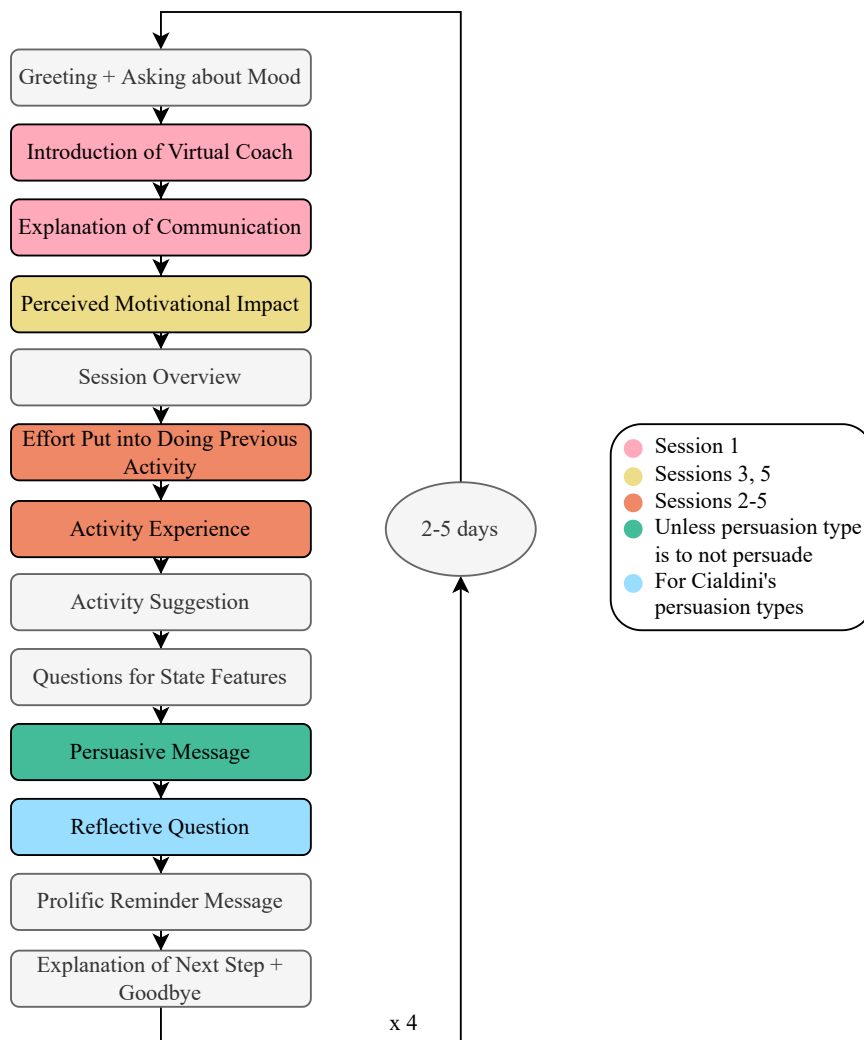 Greeting + Asking about Mood
Introduction of Virtual Coach
Explanation of Communication
Perceived Motivational Impact
Session Overview
Effort Put into Doing Previous
Activity
Activity Experience
Activity Suggestion
Questions for State Features
Persuasive Message
Reflective Question
Prolific Reminder Message
Explanation of Next Step +
Goodbye
x 4
2-5 days
Session 1
Sessions 3, 5
Sessions 2-5
Unless persuasion type
is to not persuade
For Cialdini's
persuasion types